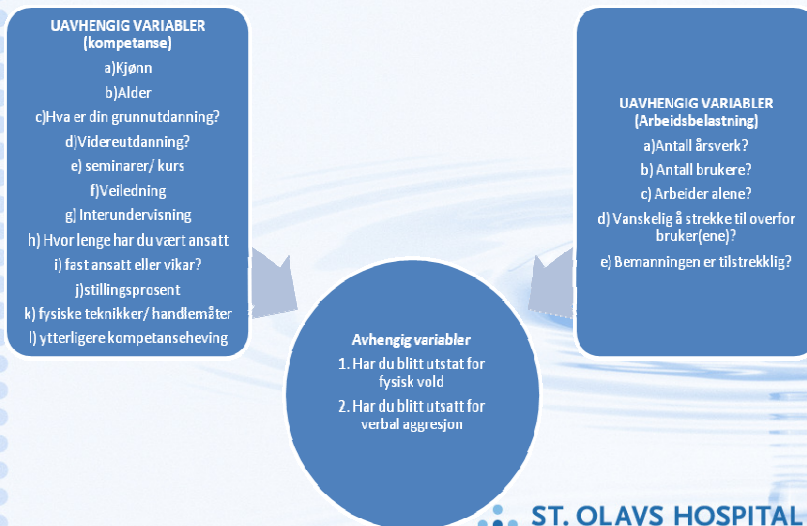 UAVHENGIG VARIABLER
(kompetanse)
a)Kjønn
b)Alder
c)Hva er din grunnutdanning?
d)Videreutdanning?
e) seminarer/ kurs
f)Veiledning
g) Interundervisning
h) Hvor lenge har du vært ansatt
i) fast ansatt eller vikar?
j)stillingsprosent
k) fysiske teknikker/ handlemåter
l) ytterligere kompetanseheving
UAVHENGIG VARIABLER
(Arbeidsbelastning)
a)Antall årsverk?
b) Antall brukere?
c) Arbeider alene?
d) Vanskelig å strekke til overfor
bruker(ene)?
e) Bemanningen er tilstrekklig?
Avhengig variabler
1. Har du blitt utstat for
fysisk vold
2. Har du blitt utsatt for
verbal aggresjon
ST. OLAVS HOSPITAL